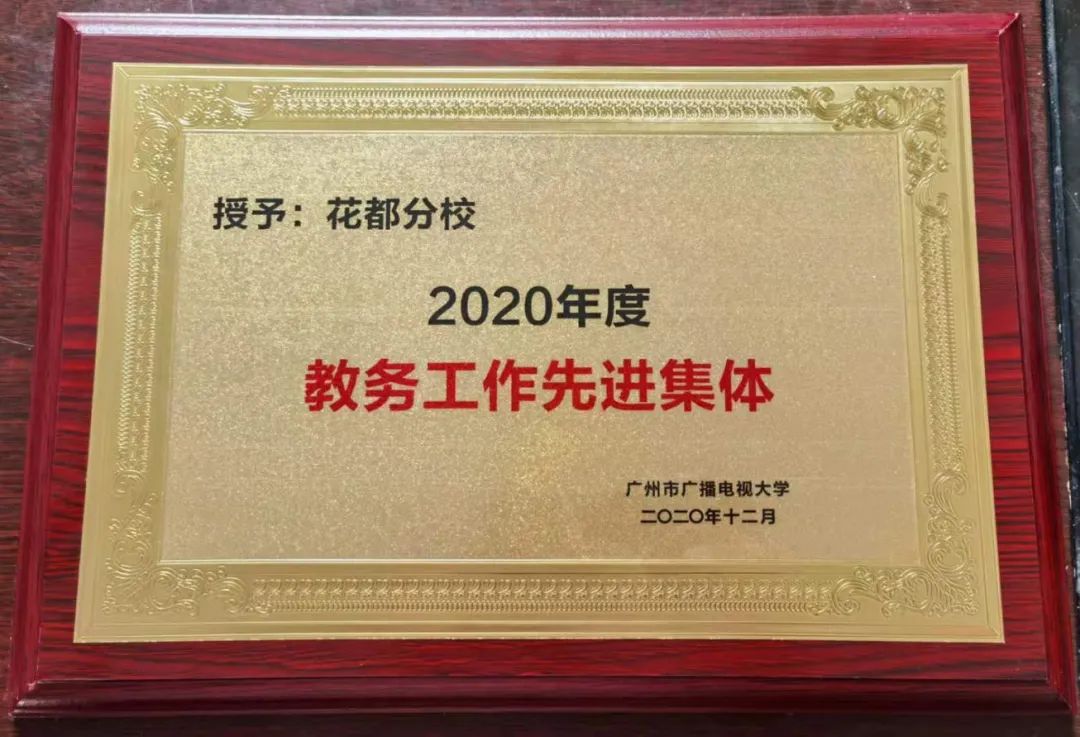 授予：花都分校
2020年度
教务工作先进集体
广州市广播电视大学
二〇二〇年十二月